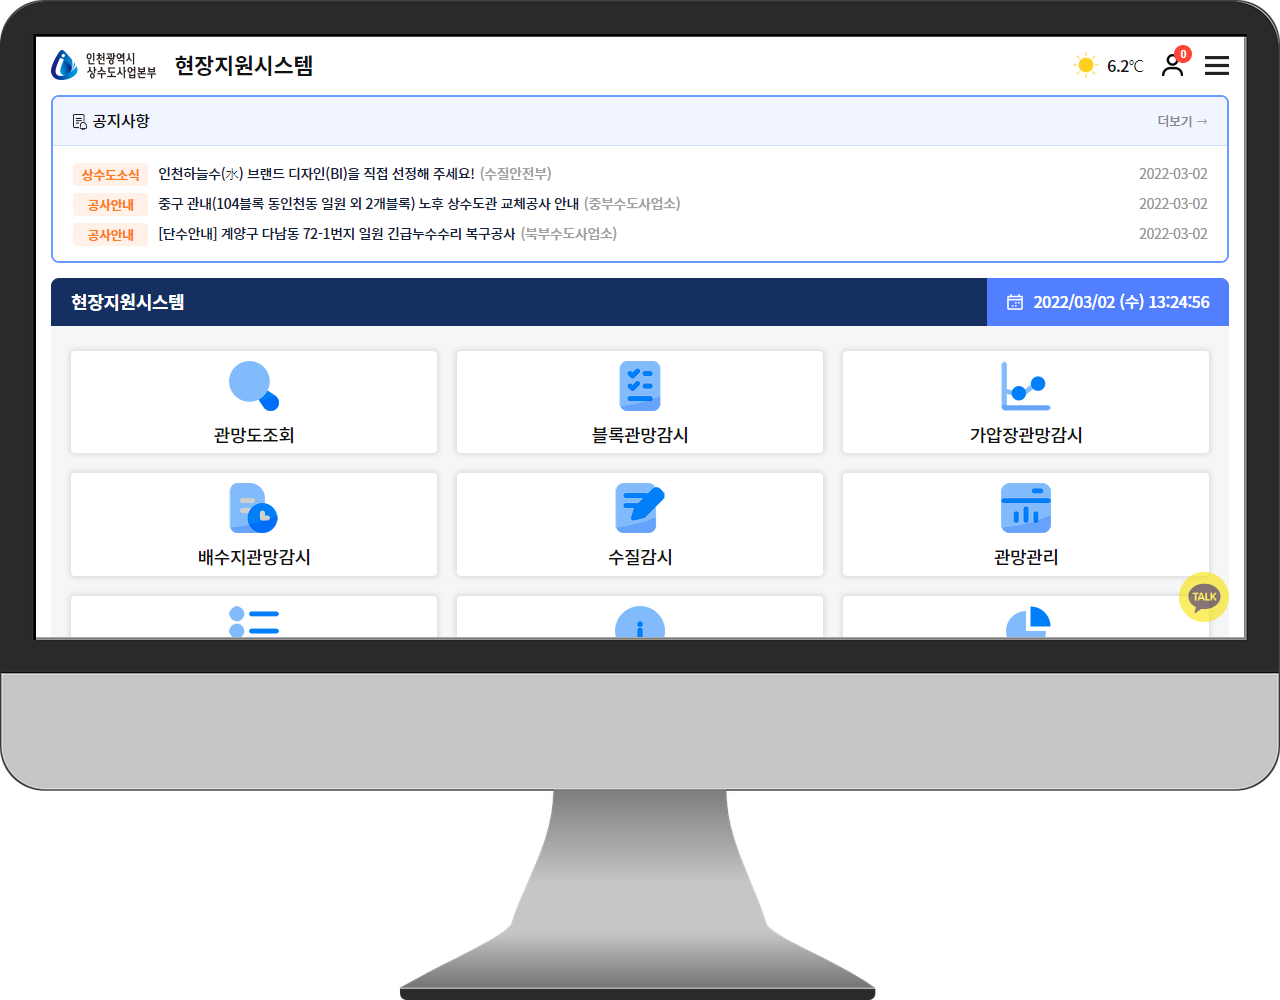 인천광역시
상수도사업본부
현장지원시스템
6.2℃
0
공지사항
더보기 →
상수도소식 인천하늘수(水) 브랜드 디자인(BI)을 직접 선정해 주세요! (수질안전부) 2022-03-02
공사안내 중구 관내(104블록 동인천동 일원 외 2개블록) 노후 상수도관 교체공사 안내 (중부수도사업소) 2022-03-02
공사안내 [단수안내] 계양구 다남동 72-1번지 일원 긴급누수수리 복구공사 (북부수도사업소) 2022-03-02
현장지원시스템
2022/03/02 (수) 13:24:56
관망도조회
블록관망감시
가압장관망감시
배수지관망감시
수질감시
관망관리
TALK